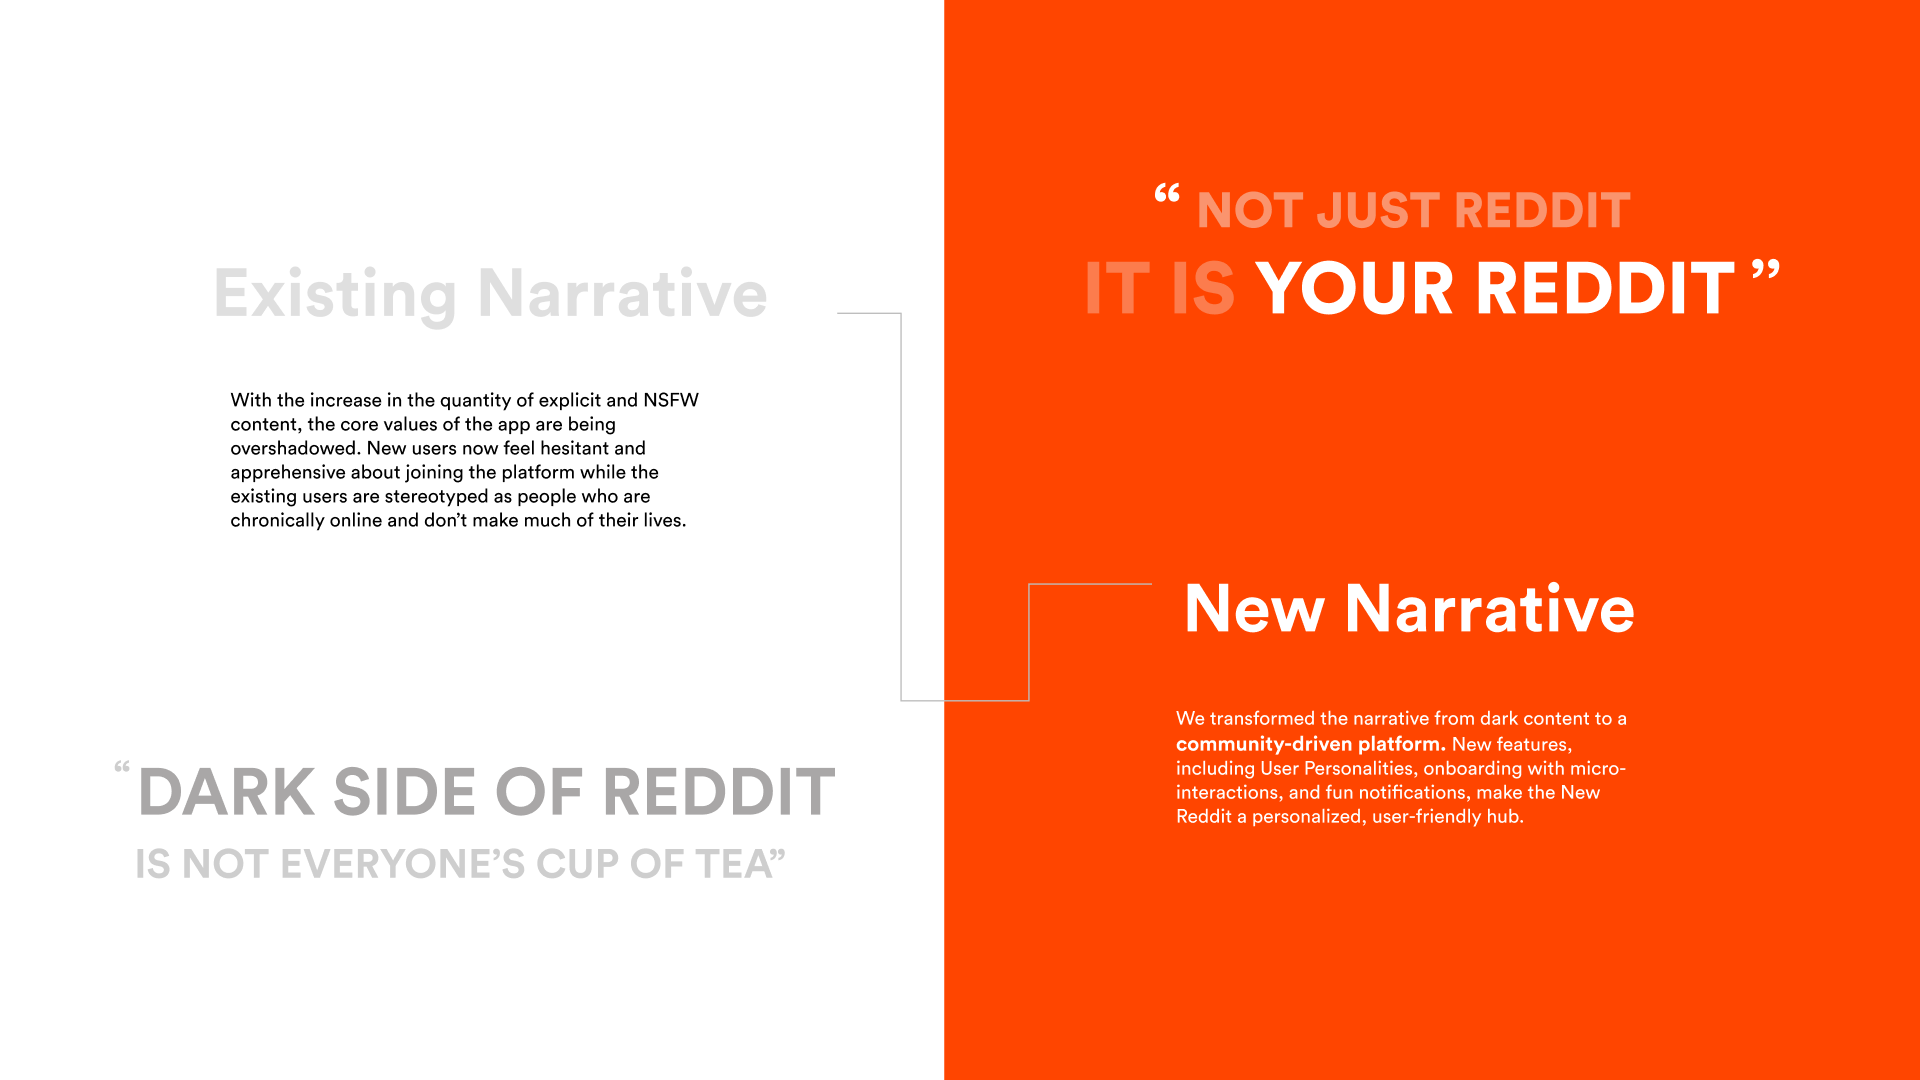 Existing Narrative
With the increase in the quantity of explicit and NSFW
content, the core values of the app are being
overshadowed. New users now feel hesitant and
apprehensive about joining the platform while the
existing users are stereotyped as people who are
chronically online and don’t make much of their lives.
“DARK SIDE OF REDDIT
IS NOT EVERYONE’S CUP OF TEA”
“ NOT JUST REDDIT
IT IS YOUR REDDIT ”
New Narrative
We transformed the narrative from dark content to a
community-driven platform. New features,
including User Personalities, onboarding with micro-
interactions, and fun notifications, make the New
Reddit a personalized, user-friendly hub.